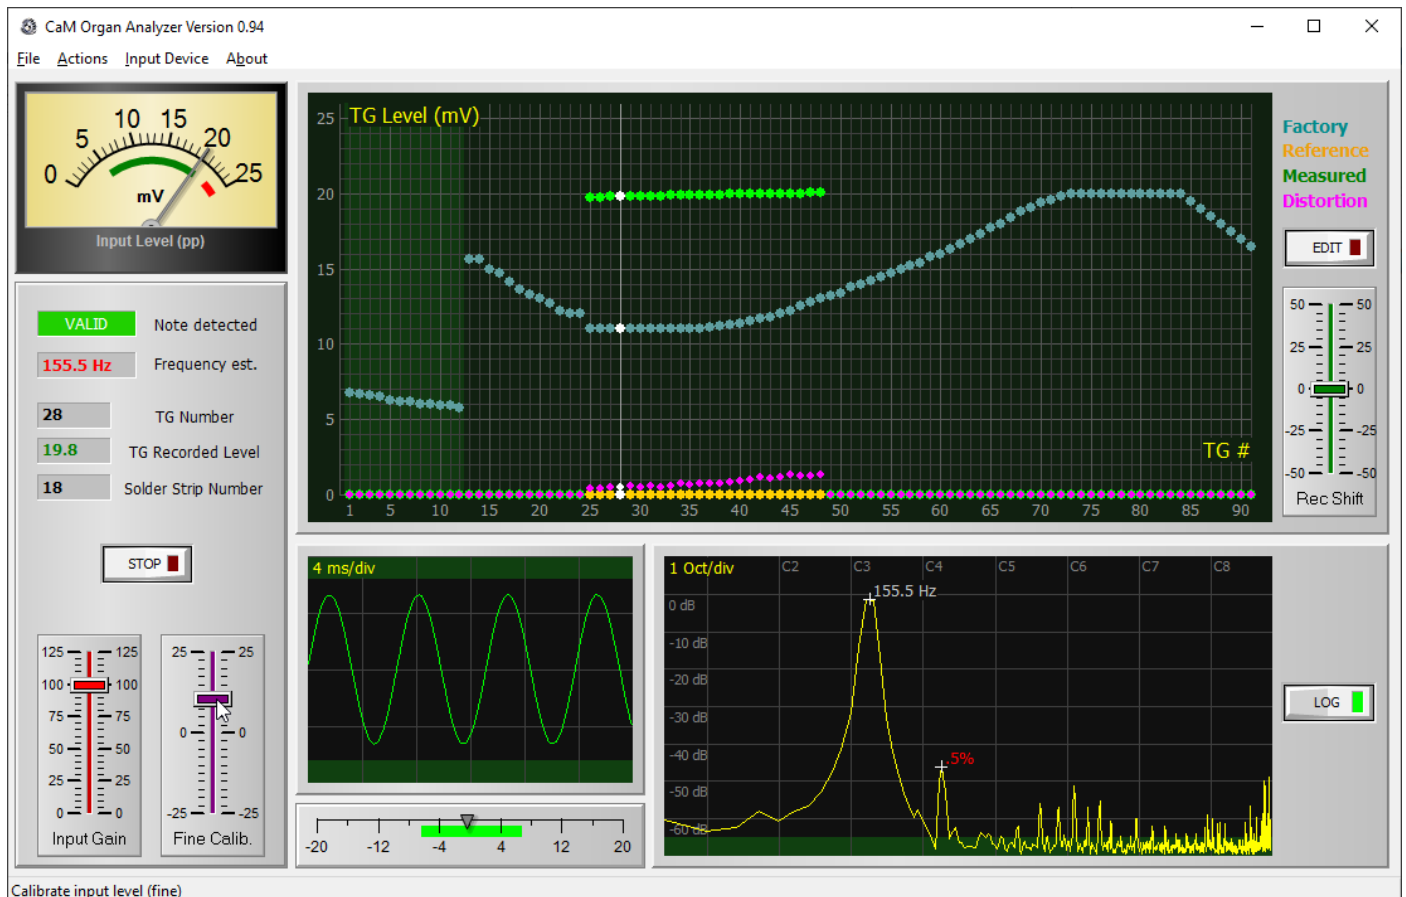 CaM Organ Analyzer Version 0.94
File Actions Input Device About
0 5 10 15 20 25
mV
Input Level (pp)
VALID Note detected
155.5 Hz Frequency est.
28 TG Number
19.8 TG Recorded Level
18 Solder Strip Number
STOP
125 125
100 100
75 75
50 50
25 25
0 0
Input Gain
25 25
0 0
-25 -25
Fine Calib.
TG Level (mV)
25
20
15
10
5
0
TG #
1 5 10 15 20 25 30 35 40 45 50 55 60 65 70 75 80 85 90
Factory
Reference
Measured
Distortion
EDIT
50 50
25 25
0 0
-25 -25
-50 -50
Rec Shift
4 ms/div
-20 -12 -4 4 12 20
1 Oct/div C2 C3 C4 C5 C6 C7 C8
155.5 Hz
0 dB
-10 dB
-20 dB
-30 dB
-40 dB
-50 dB
-60 dB
.5%
LOG
Calibrate input level (fine)